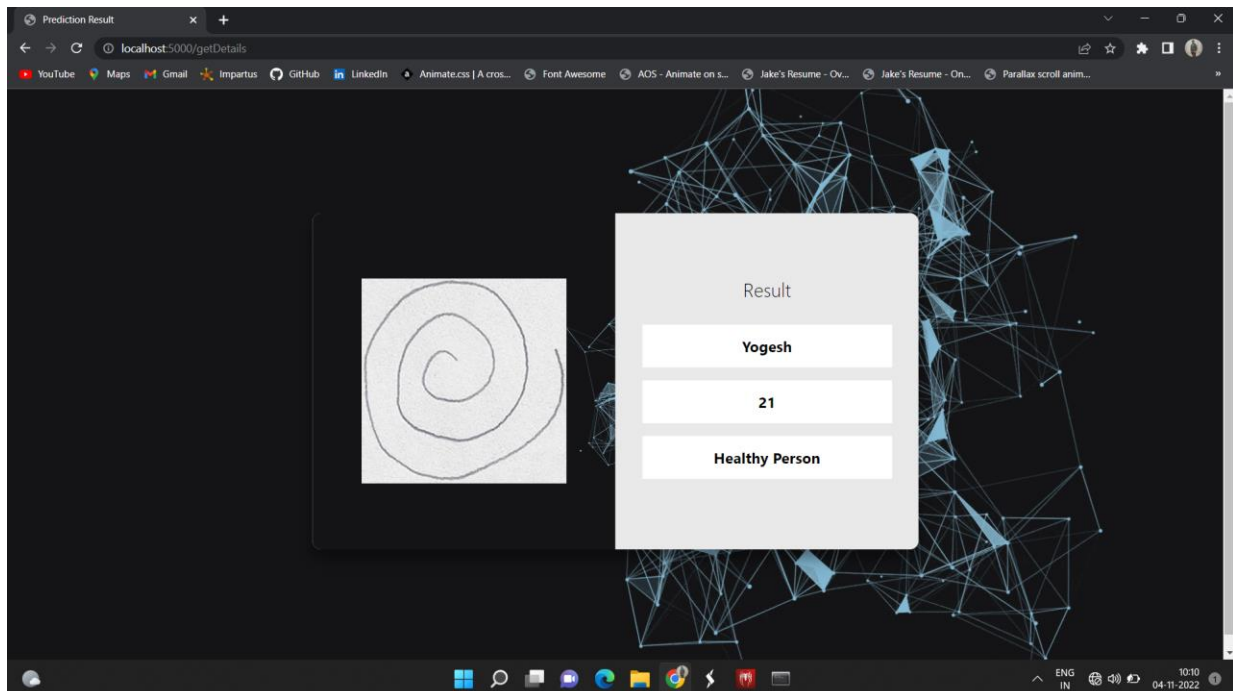 Prediction Result
localhost:5000/getDetails
YouTube Maps Gmail Impartus GitHub LinkedIn Animate.css | A cros... Font Awesome AOS - Animate on s... Jake's Resume - Ov... Jake's Resume - On... Parallax scroll anim... »
Result
Yogesh
21
Healthy Person
ENG 10:10
IN 04-11-2022 1